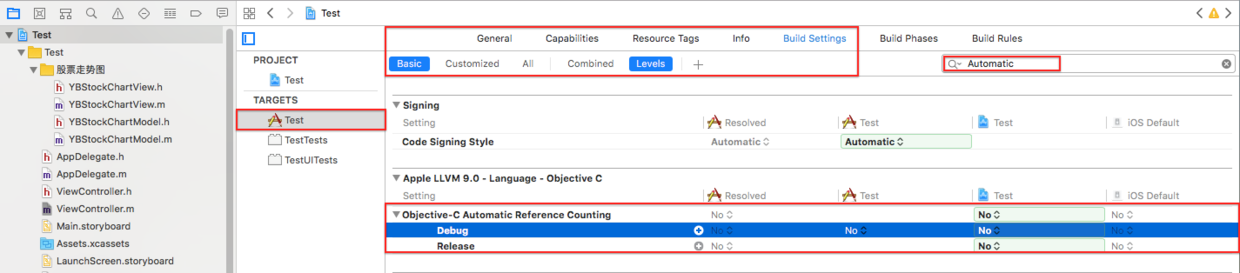 Test
Test
Test
股票走势图
YBStockChartView.h
YBStockChartView.m
YBStockChartModel.h
YBStockChartModel.m
AppDelegate.h
AppDelegate.m
ViewController.h
ViewController.m
Main.storyboard
Assets.xcassets
LaunchScreen.storyboard
PROJECT
Test
TARGETS
Test
TestTests
TestUITests
General Capabilities Resource Tags Info Build Settings Build Phases Build Rules
Basic Customized All Combined Levels + Automatic
Signing
Setting Resolved Test Test iOS Default
Code Signing Style Automatic Automatic
Apple LLVM 9.0 - Language - Objective C
Setting Resolved Test Test iOS Default
Objective-C Automatic Reference Counting No No No
Debug No No No No
Release No No No